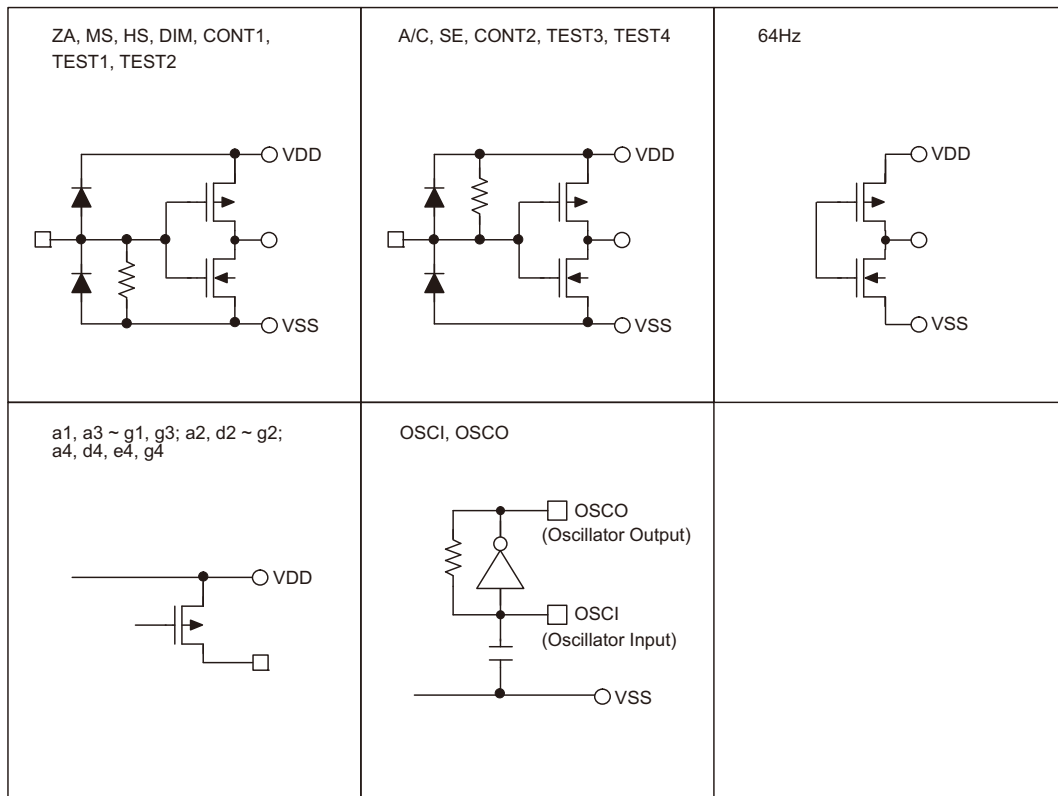 ZA, MS, HS, DIM, CONT1,
TEST1, TEST2
VDD
VSS
A/C, SE, CONT2, TEST3, TEST4
VDD
VSS
64Hz
VDD
VSS
a1, a3 ~ g1, g3; a2, d2 ~ g2;
a4, d4, e4, g4
VDD
OSCI, OSCO
OSCO
(Oscillator Output)
OSCI
(Oscillator Input)
VSS